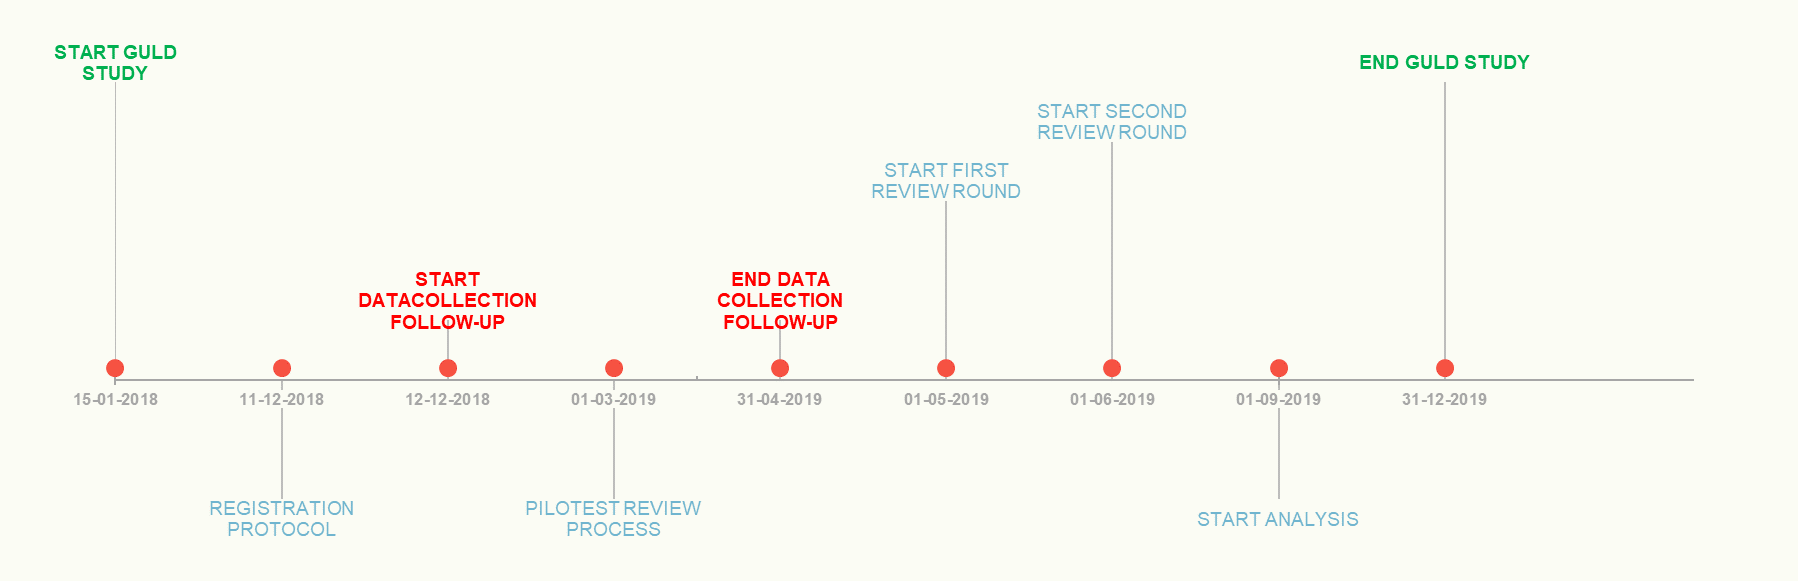 START GULD
STUDY
END GULD STUDY
START SECOND
REVIEW ROUND
START FIRST
REVIEW ROUND
START
DATACOLLECTION
FOLLOW-UP
END DATA
COLLECTION
FOLLOW-UP
15-01-2018
11-12-2018
12-12-2018
01-03-2019
31-04-2019
01-05-2019
01-06-2019
01-09-2019
31-12-2019
REGISTRATION
PROTOCOL
PILOTEST REVIEW
PROCESS
START ANALYSIS